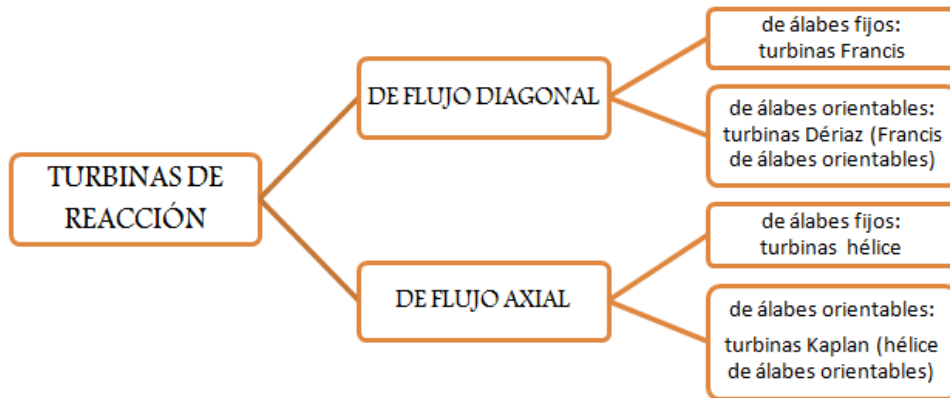 TURBINAS DE
REACCIÓN
DE FLUJO DIAGONAL
de álabes fijos:
turbinas Francis
de álabes orientables:
turbinas Dériaz (Francis
de álabes orientables)
DE FLUJO AXIAL
de álabes fijos:
turbinas hélice
de álabes orientables:
turbinas Kaplan (hélice
de álabes orientables)